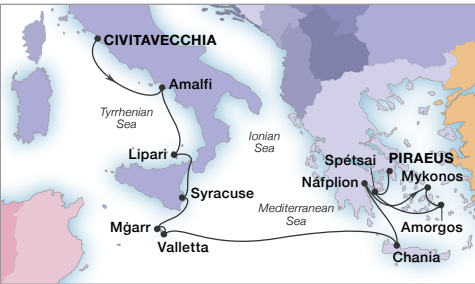 CIVITAVECCHIA
Amalfi
Tyrrhenian
Sea
Ionian
Sea
Lipari
Spétsai
PIRAEUS
Náfplion
Mykonos
Syracuse
Mediterranean
Sea
Mġarr
Amorgos
Valletta
Chania